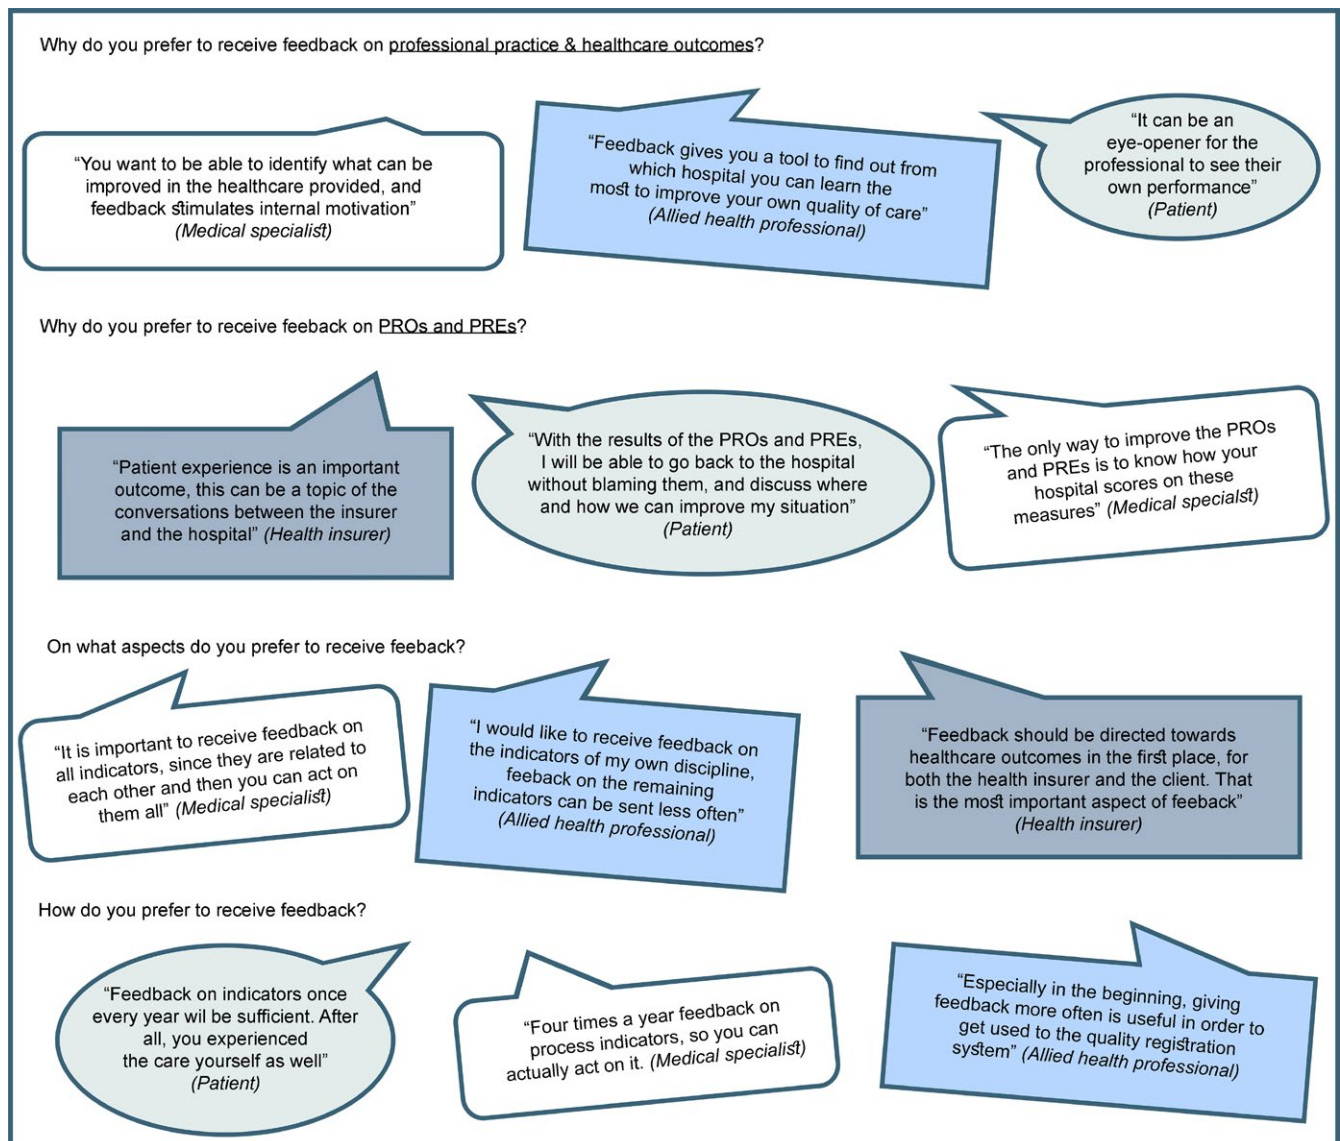 Why do you prefer to receive feedback on professional practice & healthcare outcomes?
“You want to be able to identify what can be
improved in the healthcare provided, and
feedback stimulates internal motivation”
(Medical specialist)
“Feedback gives you a tool to find out from
which hospital you can learn the
most to improve your own quality of care”
(Allied health professional)
“It can be an
eye-opener for the
professional to see their
own performance”
(Patient)
Why do you prefer to receive feeback on PROs and PREs?
“Patient experience is an important
outcome, this can be a topic of the
conversations between the insurer
and the hospital” (Health insurer)
“With the results of the PROs and PREs,
I will be able to go back to the hospital
without blaming them, and discuss where
and how we can improve my situation”
(Patient)
“The only way to improve the PROs
and PREs is to know how your
hospital scores on these
measures” (Medical specialst)
On what aspects do you prefer to receive feeback?
“It is important to receive feedback on
all indicators, since they are related to
each other and then you can act on
them all” (Medical specialist)
“I would like to receive feedback on
the indicators of my own discipline,
feeback on the remaining
indicators can be sent less often”
(Allied health professional)
“Feedback should be directed towards
healthcare outcomes in the first place, for
both the health insurer and the client. That
is the most important aspect of feeback”
(Health insurer)
How do you prefer to receive feedback?
“Feedback on indicators once
every year wil be sufficient. After
all, you experienced
the care yourself as well”
(Patient)
“Four times a year feedback on
process indicators, so you can
actually act on it. (Medical specialist)
“Especially in the beginning, giving
feedback more often is useful in order to
get used to the quality registration
system” (Allied health professional)